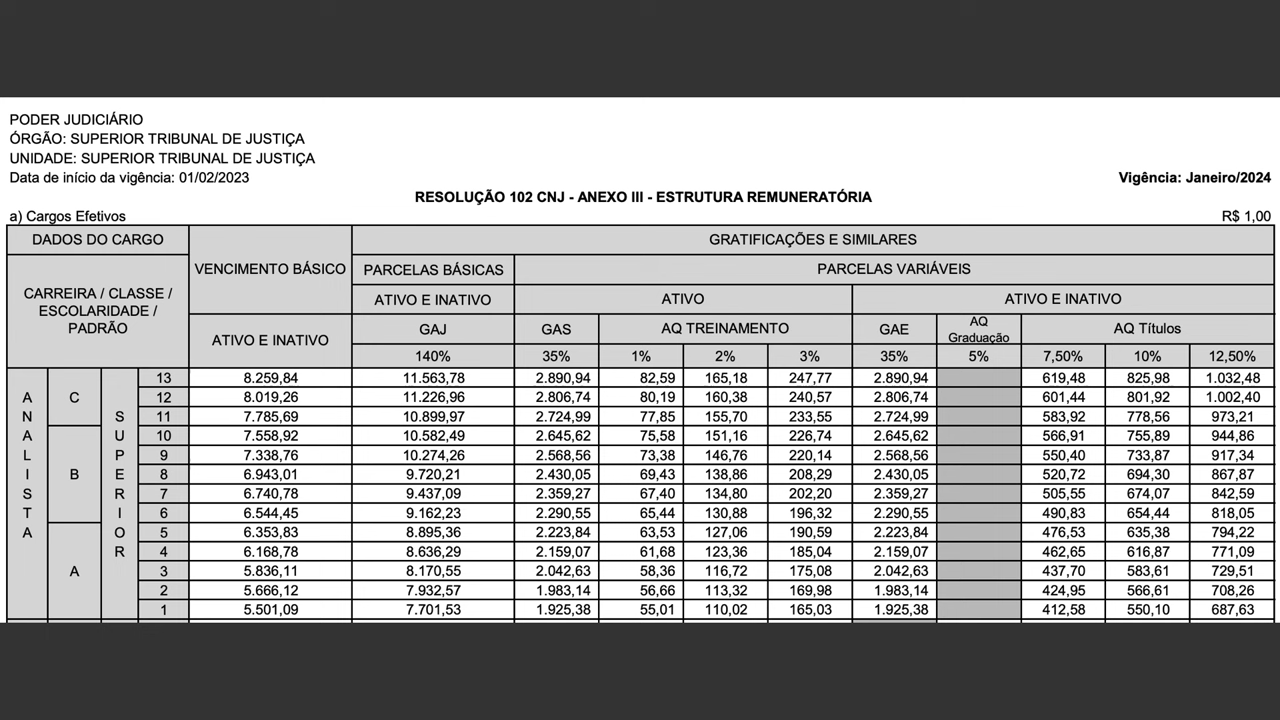 PODER JUDICIÁRIO
ÓRGÃO: SUPERIOR TRIBUNAL DE JUSTIÇA
UNIDADE: SUPERIOR TRIBUNAL DE JUSTIÇA
Data de início da vigência: 01/02/2023
Vigência: Janeiro/2024
RESOLUÇÃO 102 CNJ - ANEXO III - ESTRUTURA REMUNERATÓRIA
a) Cargos Efetivos
R$ 1,00
DADOS DO CARGO
VENCIMENTO BÁSICO
GRATIFICAÇÕES E SIMILARES
PARCELAS BÁSICAS
PARCELAS VARIÁVEIS
CARREIRA / CLASSE /
ESCOLARIDADE /
PADRÃO
ATIVO E INATIVO
ATIVO E INATIVO
ATIVO
ATIVO E INATIVO
GAJ
GAS
AQ TREINAMENTO
GAE
AQ
Graduação
AQ Títulos
140%
35%
1%
2%
3%
35%
5%
7,50%
10%
12,50%
ANALISTA
SUPERIOR
C
B
A
13 8.259,84 11.563,78 2.890,94 82,59 165,18 247,77 2.890,94 619,48 825,98 1.032,48
12 8.019,26 11.226,96 2.806,74 80,19 160,38 240,57 2.806,74 601,44 801,92 1.002,40
11 7.785,69 10.899,97 2.724,99 77,85 155,70 233,55 2.724,99 583,92 778,56 973,21
10 7.558,92 10.582,49 2.645,62 75,58 151,16 226,74 2.645,62 566,91 755,89 944,86
9 7.338,76 10.274,26 2.568,56 73,38 146,76 220,14 2.568,56 550,40 733,87 917,34
8 6.943,01 9.720,21 2.430,05 69,43 138,86 208,29 2.430,05 520,72 694,30 867,87
7 6.740,78 9.437,09 2.359,27 67,40 134,80 202,20 2.359,27 505,55 674,07 842,59
6 6.544,45 9.162,23 2.290,55 65,44 130,88 196,32 2.290,55 490,83 654,44 818,05
5 6.353,83 8.895,36 2.223,84 63,53 127,06 190,59 2.223,84 476,53 635,38 794,22
4 6.168,78 8.636,29 2.159,07 61,68 123,36 185,04 2.159,07 462,65 616,87 771,09
3 5.836,11 8.170,55 2.042,63 58,36 116,72 175,08 2.042,63 437,70 583,61 729,51
2 5.666,12 7.932,57 1.983,14 56,66 113,32 169,98 1.983,14 424,95 566,61 708,26
1 5.501,09 7.701,53 1.925,38 55,01 110,02 165,03 1.925,38 412,58 550,10 687,63